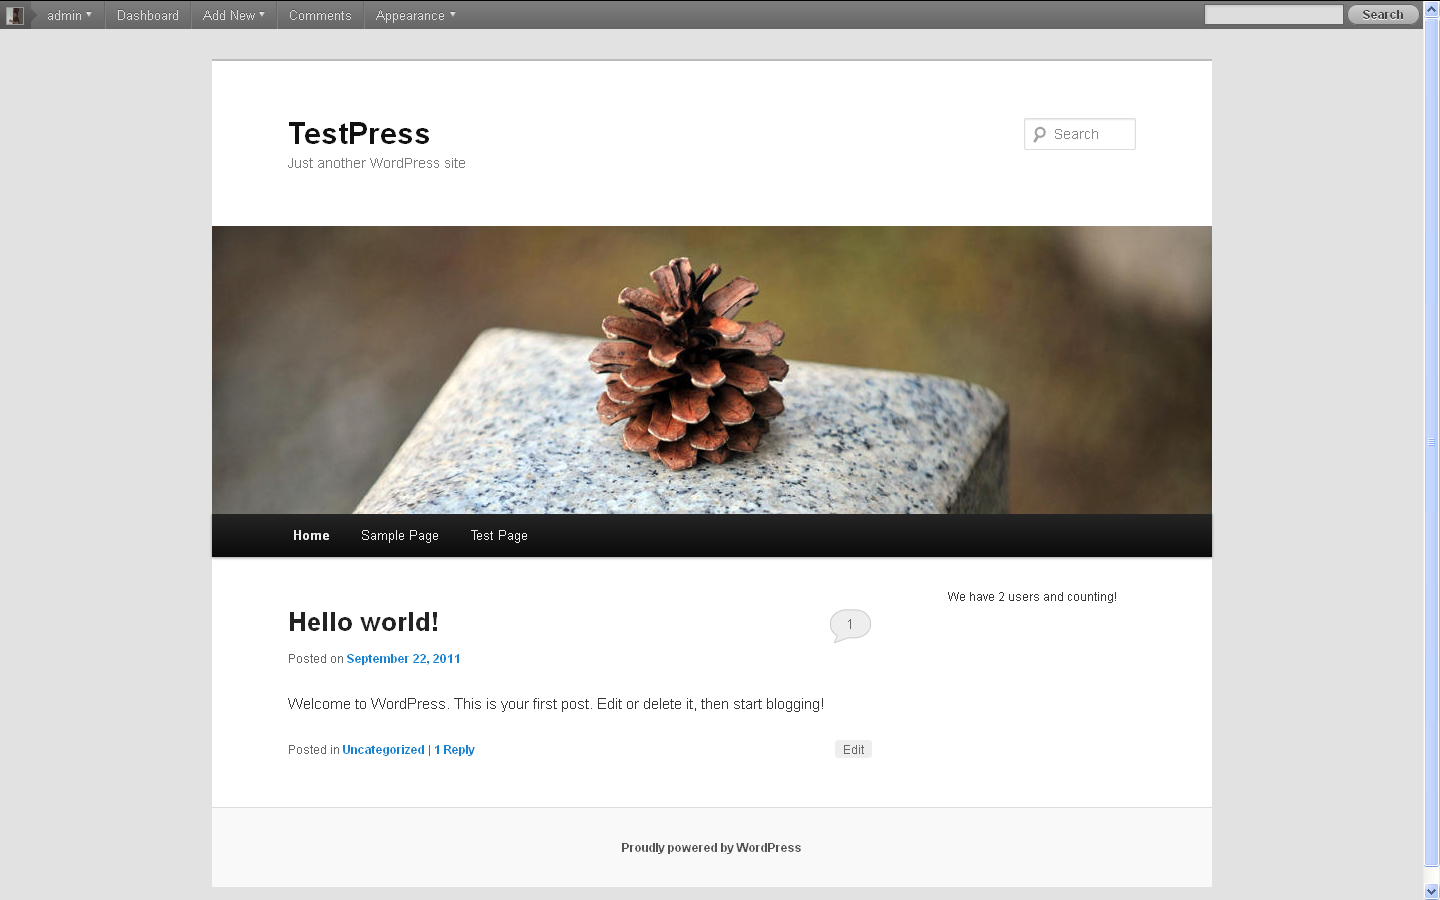 admin Dashboard Add New Comments Appearance Search
TestPress
Search
Just another WordPress site
Home Sample Page Test Page
We have 2 users and counting!
Hello world!
1
Posted on September 22, 2011
Welcome to WordPress. This is your first post. Edit or delete it, then start blogging!
Posted in Uncategorized | 1 Reply
Edit
Proudly powered by WordPress